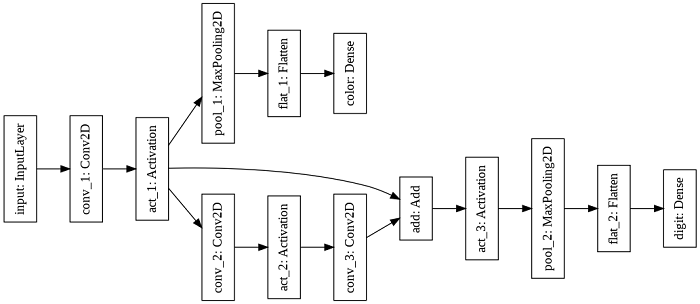 input: InputLayer
conv_1: Conv2D
act_1: Activation
pool_1: MaxPooling2D
flat_1: Flatten
color: Dense
conv_2: Conv2D
act_2: Activation
conv_3: Conv2D
add: Add
act_3: Activation
pool_2: MaxPooling2D
flat_2: Flatten
digit: Dense